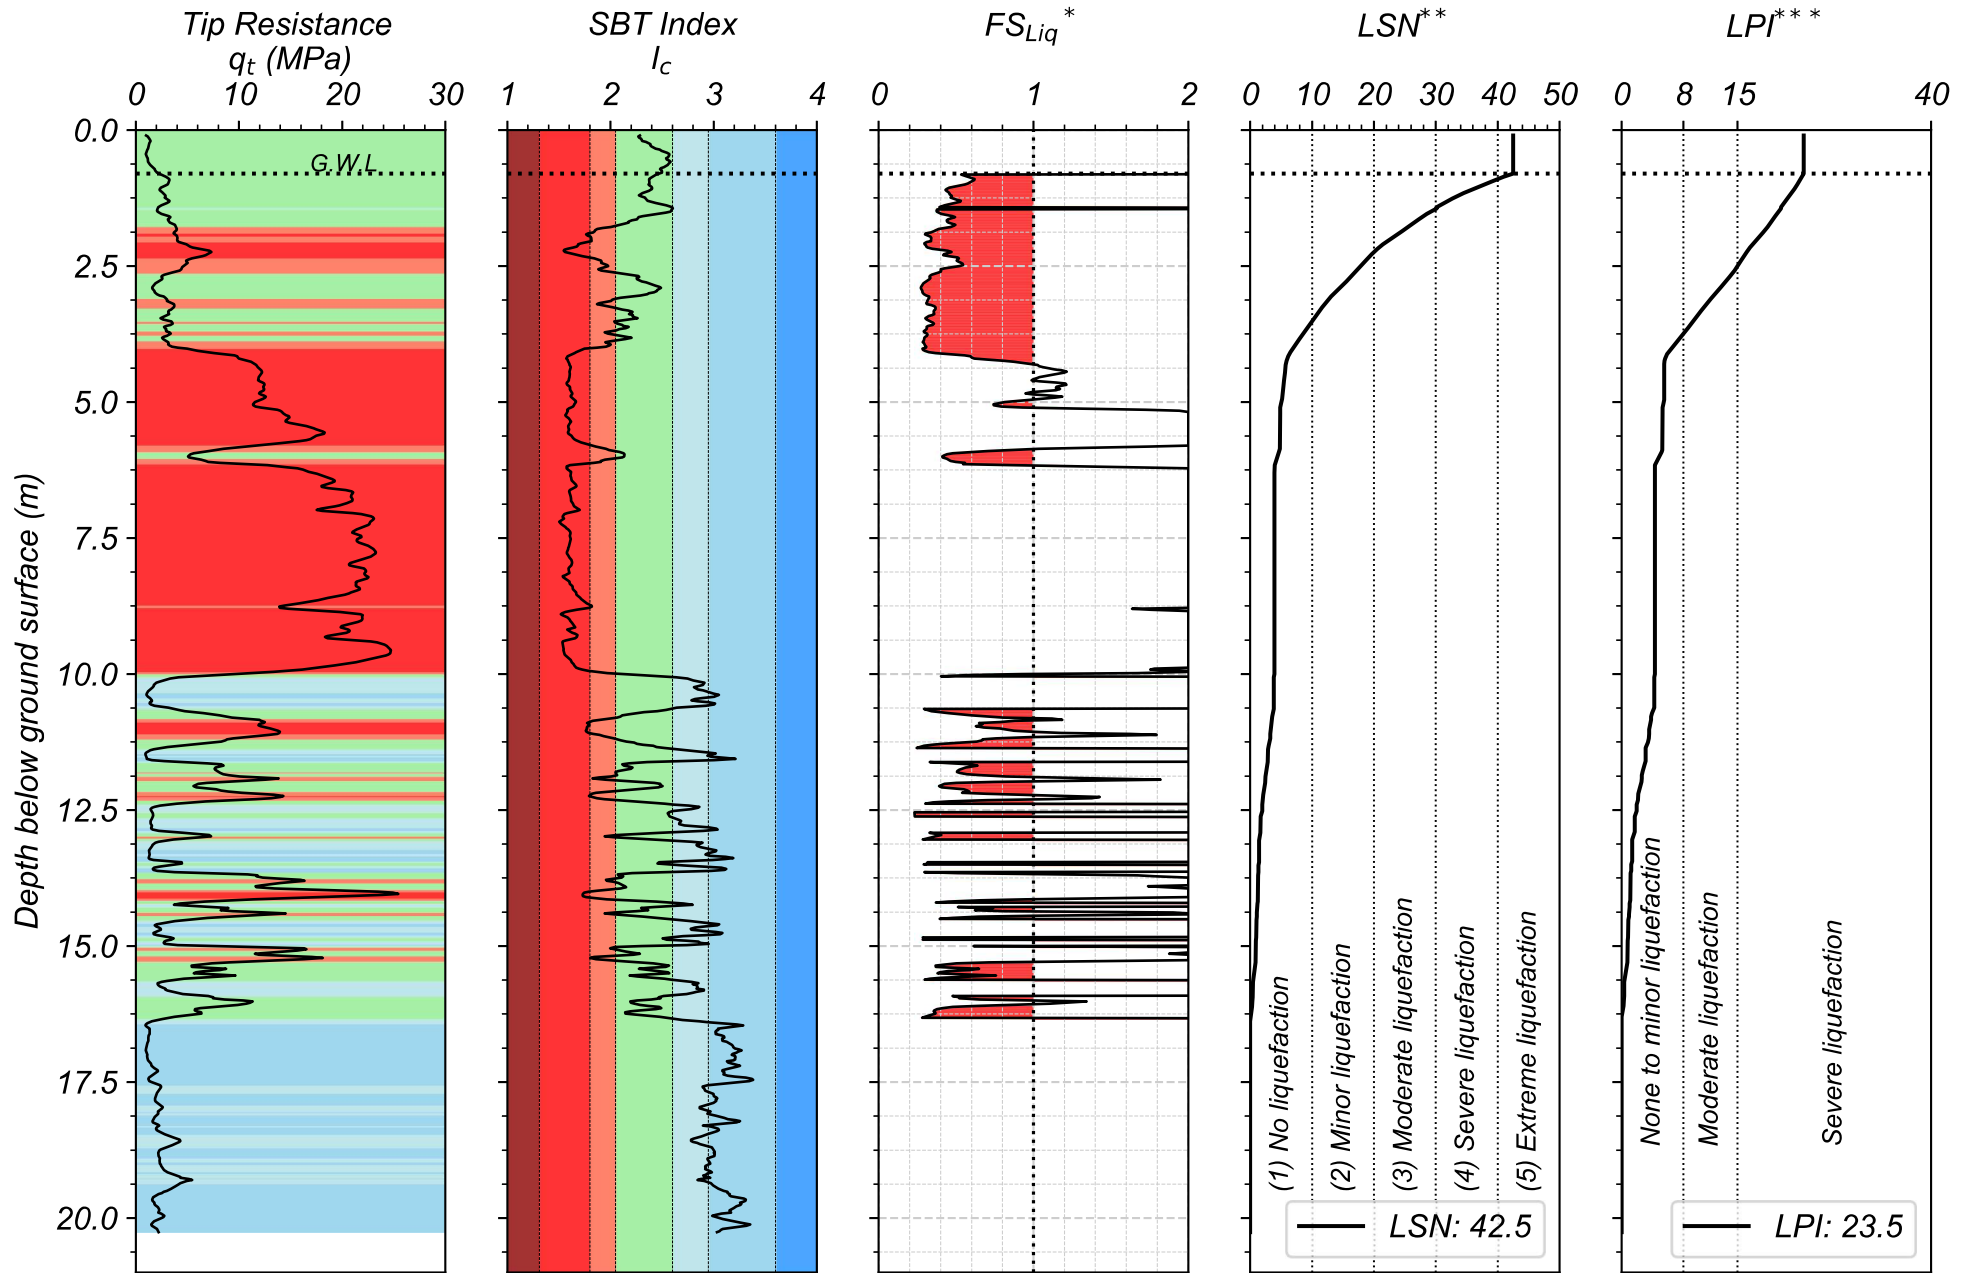 Tip Resistance
qt (MPa)
0 10 20 30
SBT Index
Ic
1 2 3 4
FSLiq*
0 1 2
LSN**
0 10 20 30 40 50
LPI***
0 8 15 40
Depth below ground surface (m)
0.0
2.5
5.0
7.5
10.0
12.5
15.0
17.5
20.0
G.W.L
(1) No liquefaction
(2) Minor liquefaction
(3) Moderate liquefaction
(4) Severe liquefaction
(5) Extreme liquefaction
LSN: 42.5
None to minor liquefaction
Moderate liquefaction
Severe liquefaction
LPI: 23.5